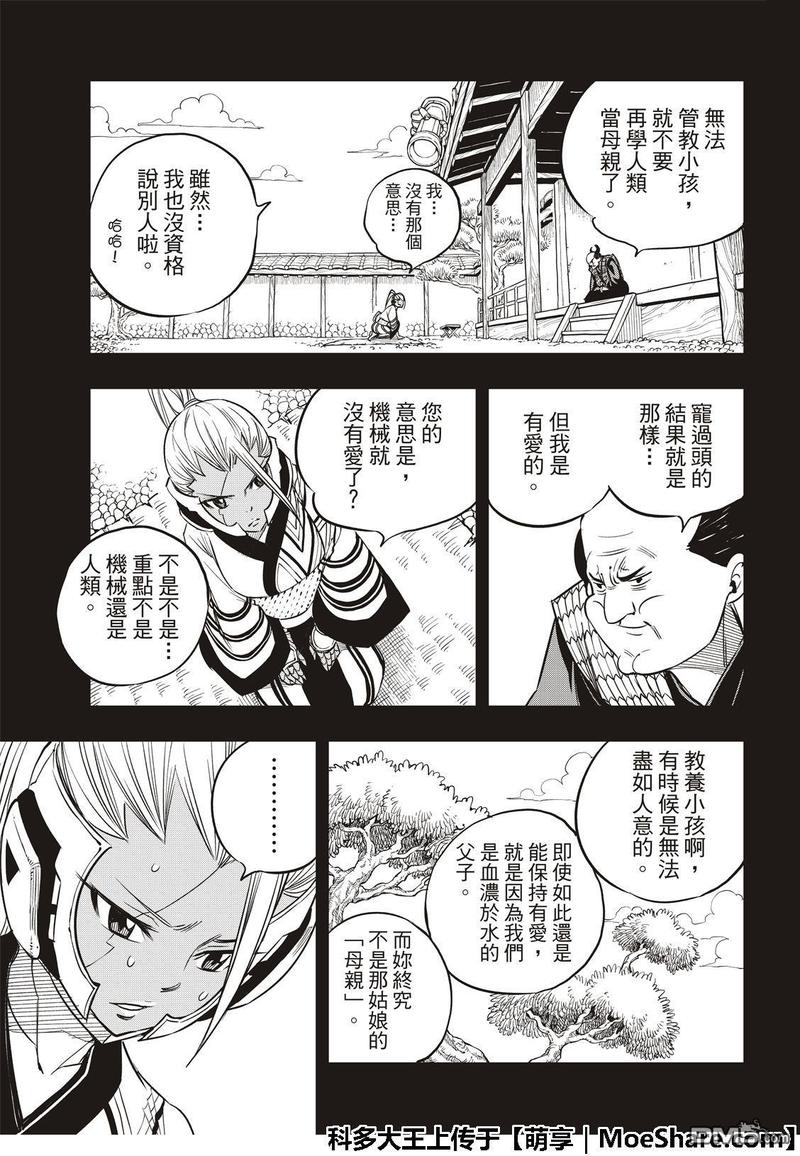 無法
管教小孩，
就不要
再學人類
當母親了。
我…
沒有那個
意思…
雖然…
我也沒資格
說別人啦。
哈哈！
寵過頭的
結果就是
那樣…
但我是
有愛的。
您的
意思是，
機械就
沒有愛了？
不是不是…
重點不是
機械還是
人類。
教養小孩啊，
有時候是無法
盡如人意的。
即使如此還是
能保持有愛，
就是因為我們
是血濃於水的
父子。
而妳終究
不是那姑娘的
「母親」。
………
科多大王上传于【萌享 | MoeShare.com】